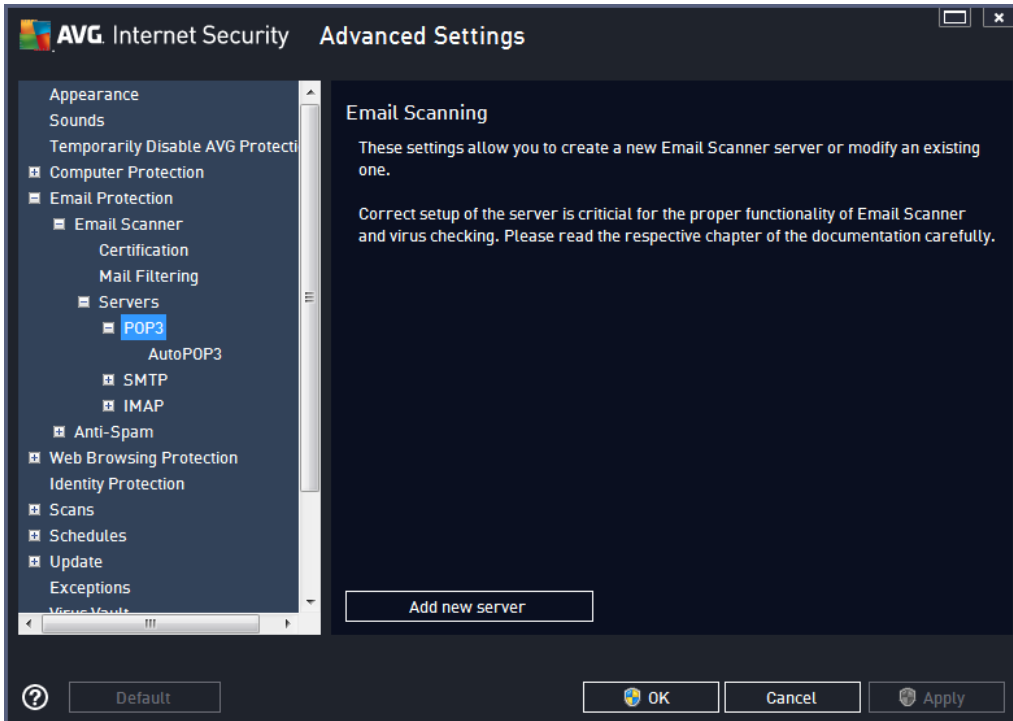 AVG. Internet Security Advanced Settings
Appearance
Sounds
Temporarily Disable AVG Protecti
Computer Protection
Email Protection
Email Scanner
Certification
Mail Filtering
Servers
POP3
AutoPOP3
SMTP
IMAP
Anti-Spam
Web Browsing Protection
Identity Protection
Scans
Schedules
Update
Exceptions
Virus Vault
Email Scanning
These settings allow you to create a new Email Scanner server or modify an existing
one.
Correct setup of the server is criticial for the proper functionality of Email Scanner
and virus checking. Please read the respective chapter of the documentation carefully.
Add new server
Default
OK
Cancel
Apply